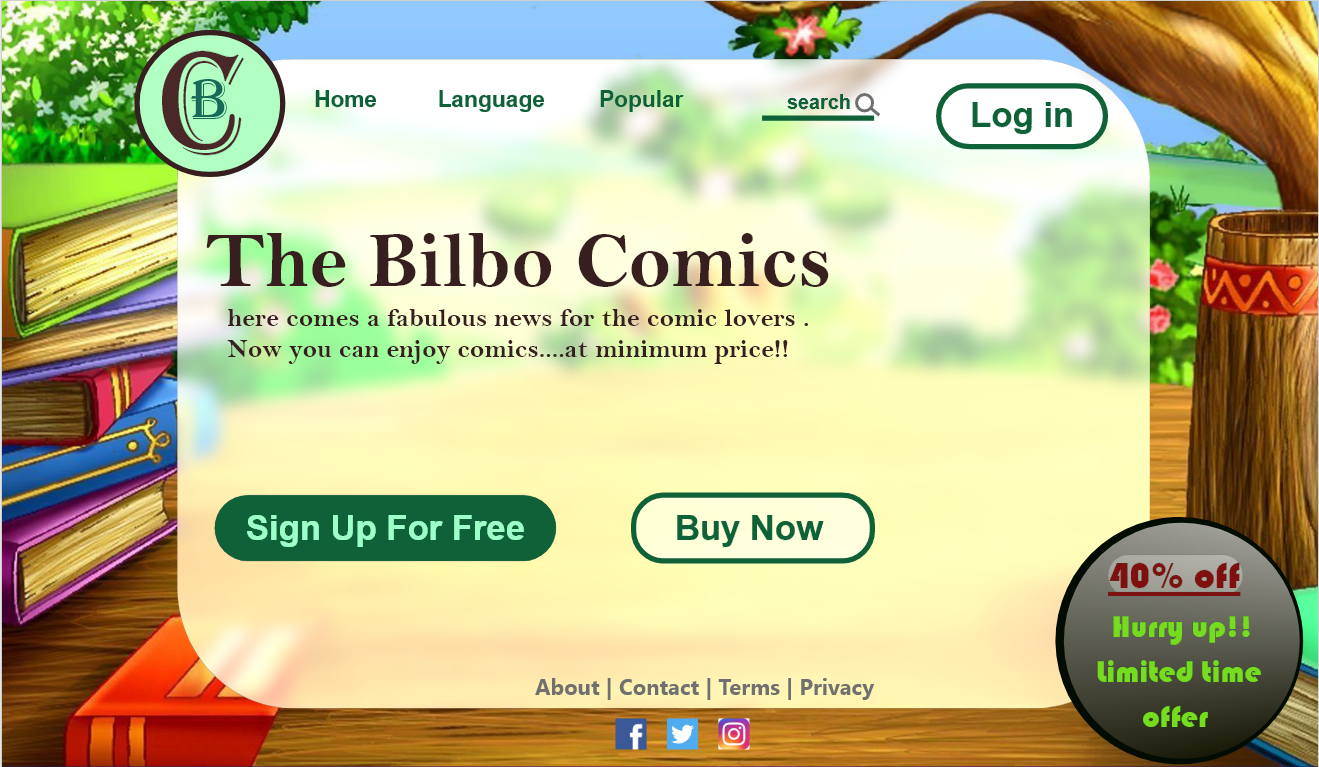 CB
Home Language Popular search Log in
The Bilbo Comics
here comes a fabulous news for the comic lovers .
Now you can enjoy comics....at minimum price!!
Sign Up For Free Buy Now
40% off
Hurry up!!
Limited time
offer
About | Contact | Terms | Privacy